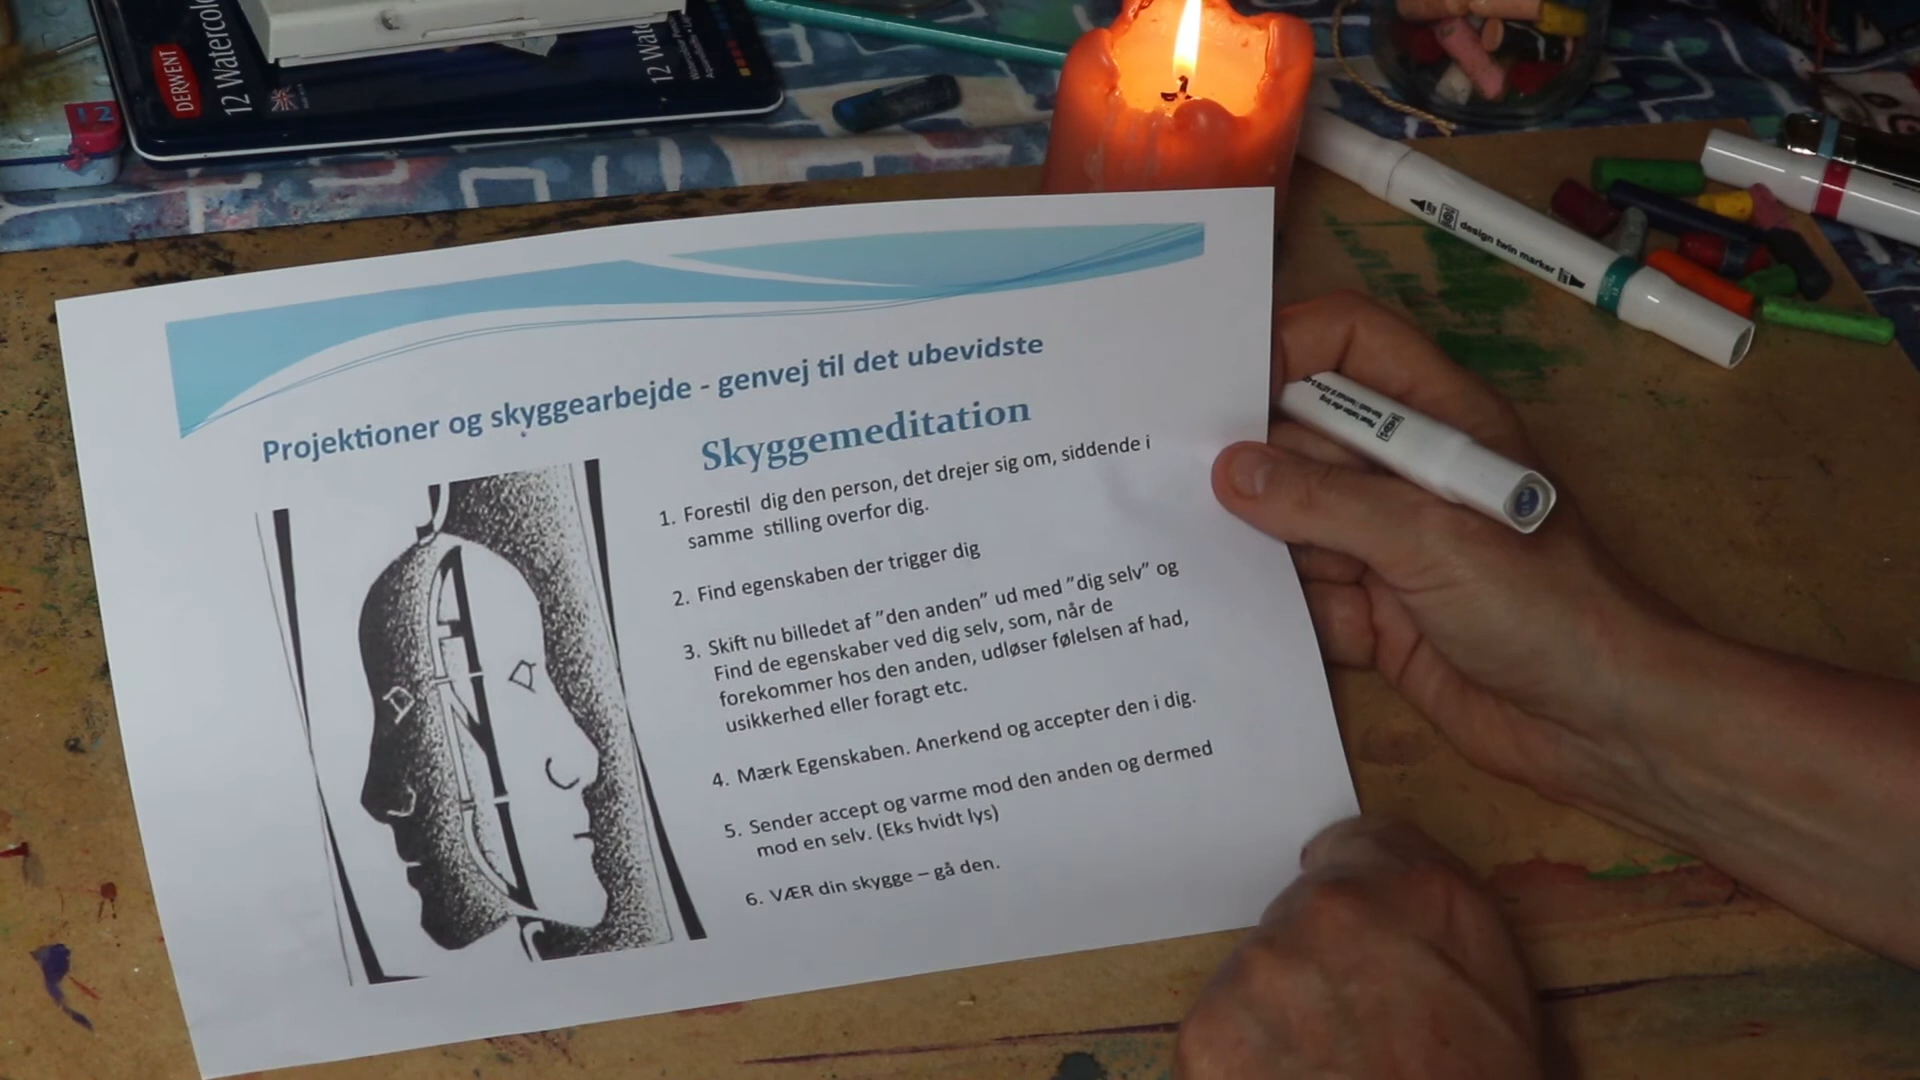 DERWENT
12 Watercolo
12 Wate
12
design twin marker
Projektioner og skyggearbejde - genvej til det ubevidste
Skyggemeditation
1. Forestil dig den person, det drejer sig om, siddende i
samme stilling overfor dig.
2. Find egenskaben der trigger dig
3. Skift nu billedet af ”den anden” ud med ”dig selv” og
Find de egenskaber ved dig selv, som, når de
forekommer hos den anden, udløser følelsen af had,
usikkerhed eller foragt etc.
4. Mærk Egenskaben. Anerkend og accepter den i dig.
5. Sender accept og varme mod den anden og dermed
mod en selv. (Eks hvidt lys)
6. VÆR din skygge – gå den.